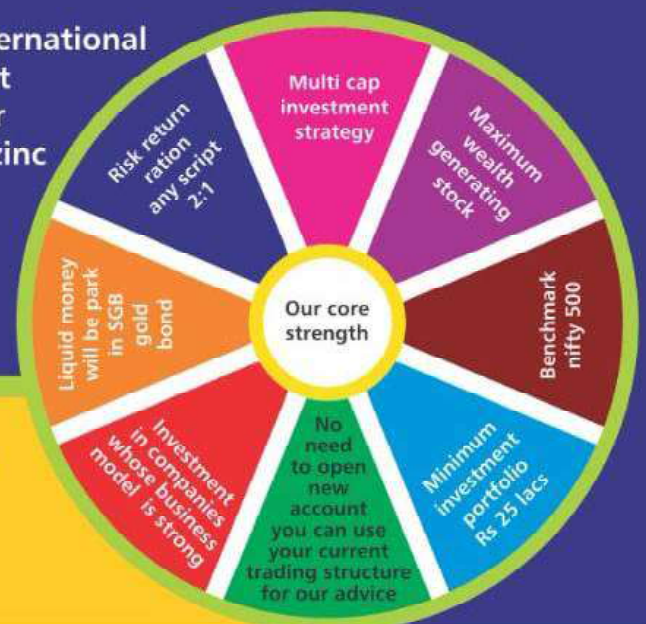 zinc
Multi cap
investment
strategy
Maximum
wealth
generating
stock
Benchmark
nifty 500
Minimum
investment
portfolio
Rs 25 lacs
No
need
to open
new
account
you can use
your current
trading structure
for our advice
Investment
in companies
whose business
model is strong
Liquid money
will be park
in SGB
gold
bond
Risk return
ration
any script
2:1
Our core
strength